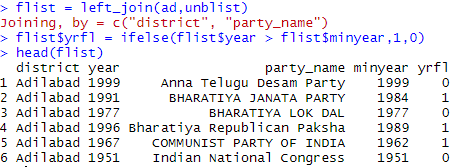 > flist = left_join(ad,unblist)
Joining, by = c("district", "party_name")
> flist$yrfl = ifelse(flist$year > flist$minyear,1,0)
> head(flist)
district year party_name minyear yrfl
1 Adilabad 1999 Anna Telugu Desam Party 1999 0
2 Adilabad 1991 BHARATIYA JANATA PARTY 1984 1
3 Adilabad 1977 BHARATIYA LOK DAL 1977 0
4 Adilabad 1996 Bharatiya Republican Paksha 1989 1
5 Adilabad 1967 COMMUNIST PARTY OF INDIA 1962 1
6 Adilabad 1951 Indian National Congress 1951 0